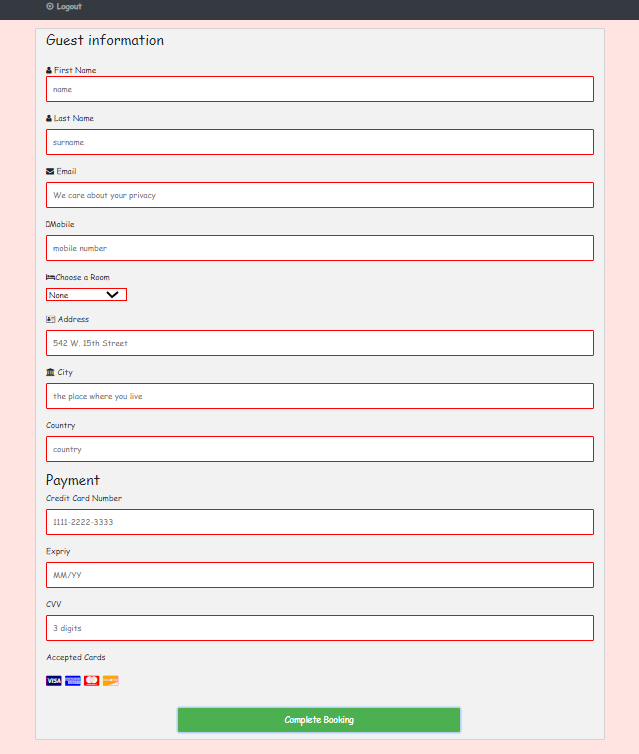 Logout
Guest information
First Name
name
Last Name
surname
Email
We care about your privacy
Mobile
mobile number
Choose a Room
None
Address
542 W. 15th Street
City
the place where you live
Country
country
Payment
Credit Card Number
1111-2222-3333
Expriy
MM/YY
CVV
3 digits
Accepted Cards
VISA
Complete Booking